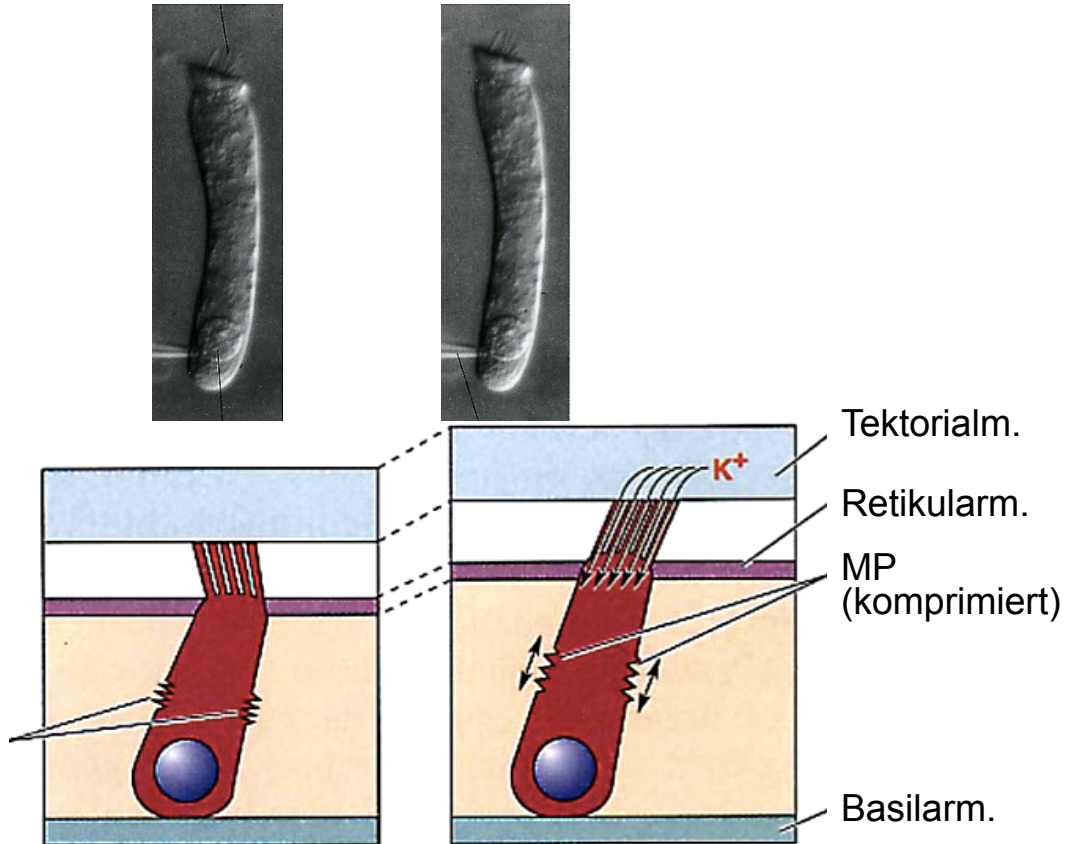 Tektorialm.
K⁺
Retikularm.
MP
(komprimiert)
Basilarm.